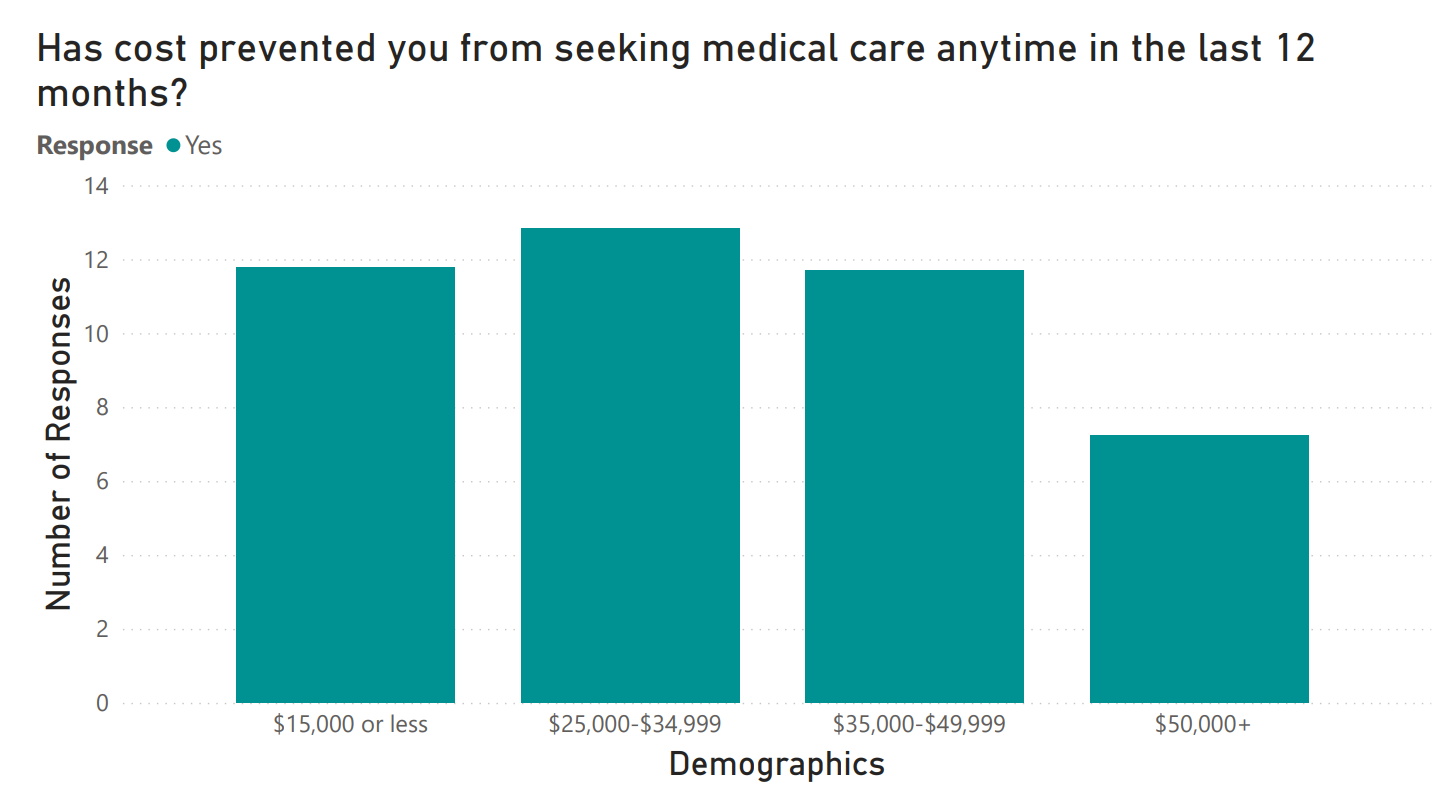 Has cost prevented you from seeking medical care anytime in the last 12
months?
Response Yes
14
12
10
8
6
4
2
0
Number of Responses
$15,000 or less
$25,000-$34,999
$35,000-$49,999
$50,000+
Demographics